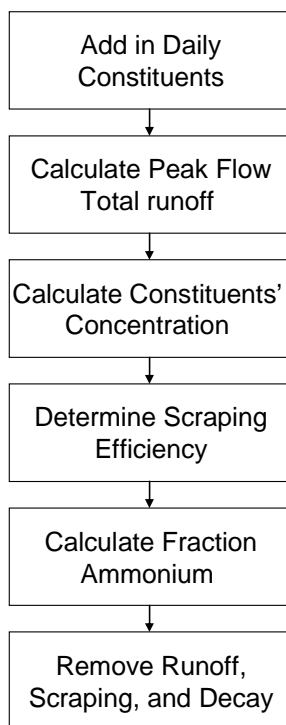 Add in Daily
Constituents
Calculate Peak Flow
Total runoff
Calculate Constituents’
Concentration
Determine Scraping
Efficiency
Calculate Fraction
Ammonium
Remove Runoff,
Scraping, and Decay